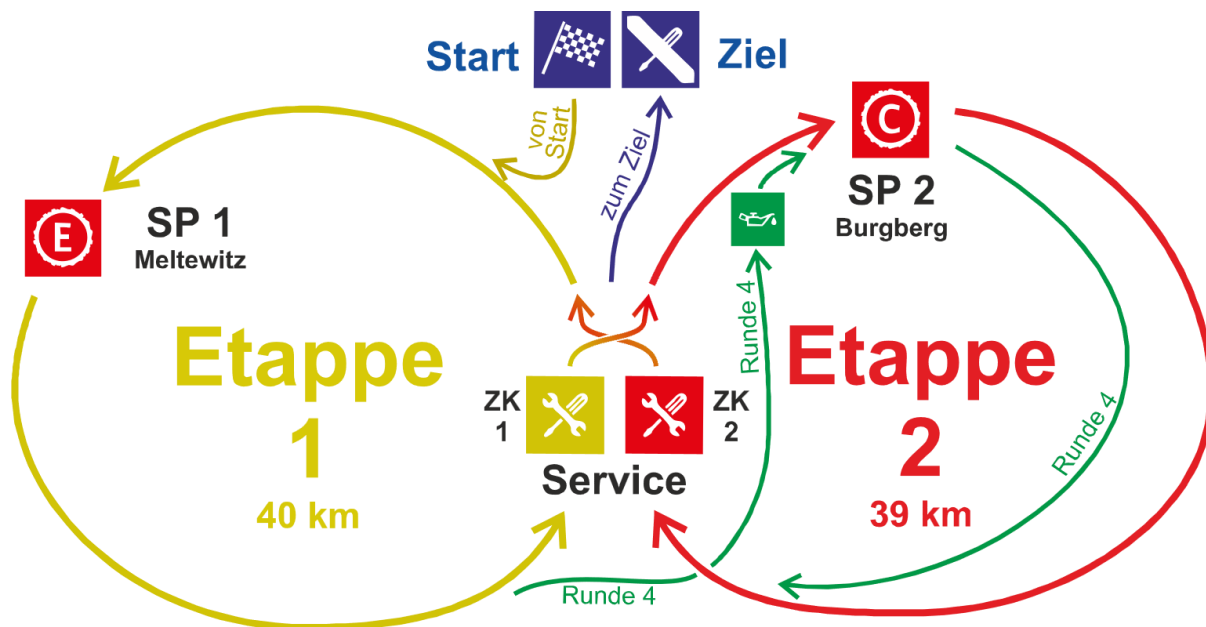 Start
Ziel
von
Start
zum Ziel
E
SP 1
Meltewitz
C
SP 2
Burgberg
Etappe
1
40 km
Runde 4
Etappe
2
39 km
Runde 4
ZK
1
ZK
2
Service
Runde 4